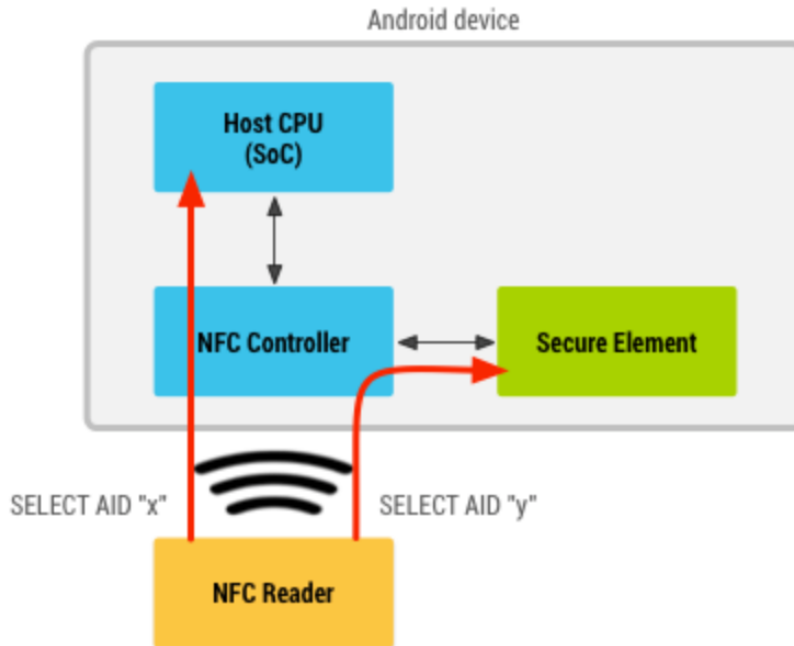 Android device
Host CPU
(SoC)
NFC Controller
Secure Element
SELECT AID "x"
SELECT AID "y"
NFC Reader